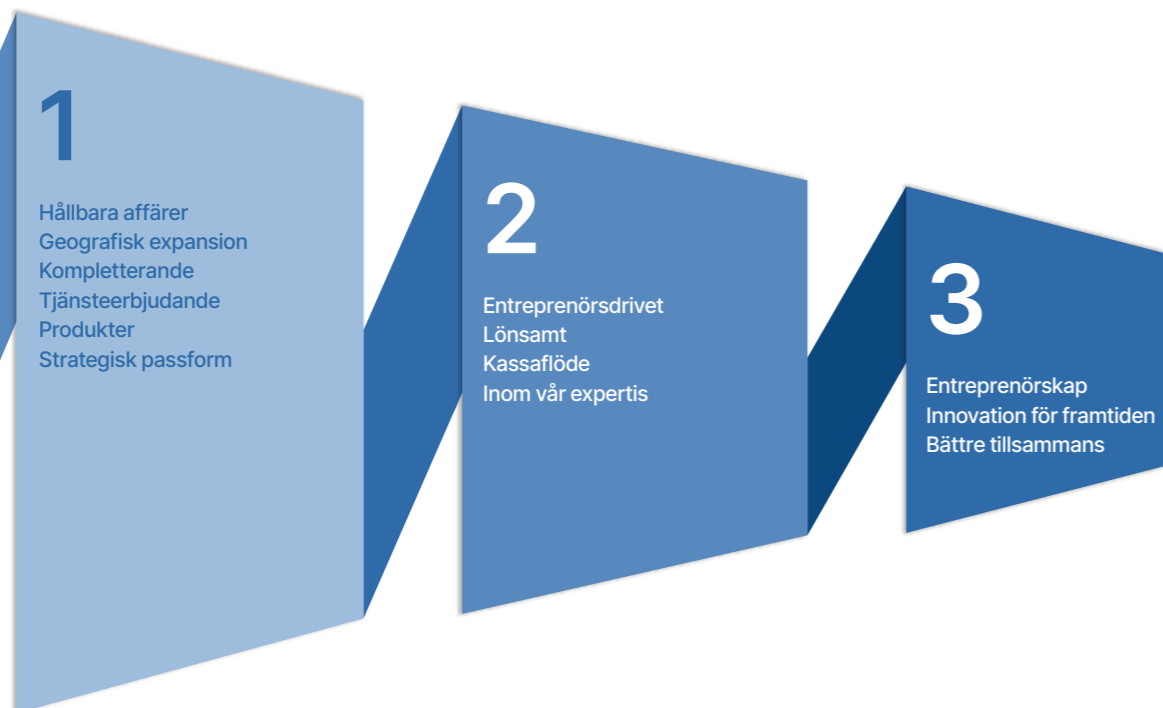 1
Hållbara affärer
Geografisk expansion
Kompletterande
Tjänsteerbjudande
Produkter
Strategisk passform
2
Entreprenörsdrivet
Lönsamt
Kassaflöde
Inom vår expertis
3
Entreprenörskap
Innovation för framtiden
Bättre tillsammans